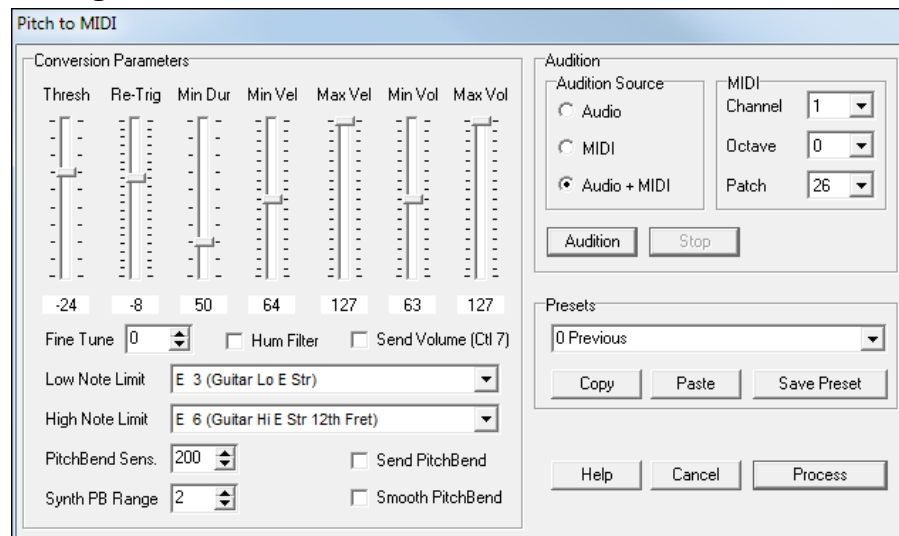 Pitch to MIDI
Conversion Parameters
Thresh Re-Trig Min Dur Min Vel Max Vel Min Vol Max Vol
-24 -8 50 64 127 63 127
Fine Tune 0 Hum Filter Send Volume (Ctl 7)
Low Note Limit E 3 (Guitar Lo E Str)
High Note Limit E 6 (Guitar Hi E Str 12th Fret)
PitchBend Sens. 200 Send PitchBend
Synth PB Range 2 Smooth PitchBend
Audition
Audition Source
Audio
MIDI
Audio + MIDI
MIDI
Channel 1
Octave 0
Patch 26
Audition Stop
Presets
0 Previous
Copy Paste Save Preset
Help Cancel Process